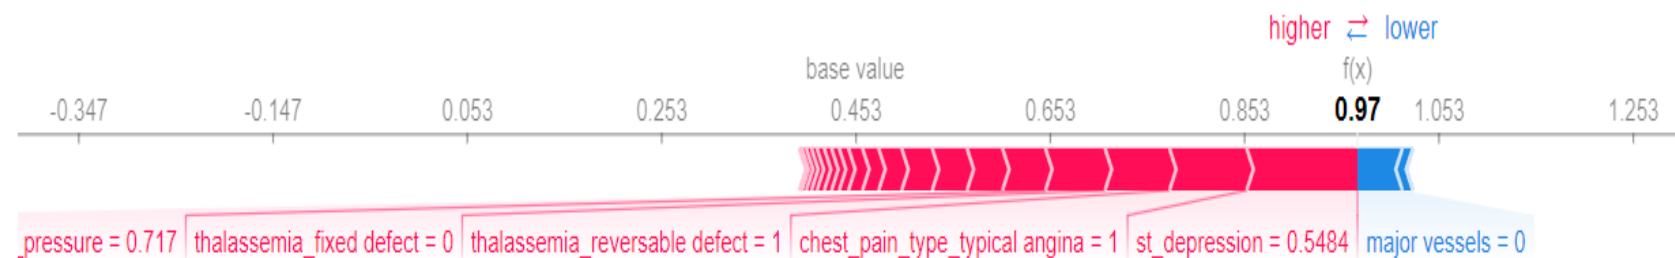 higher ⇄ lower
base value f(x)
-0.347 -0.147 0.053 0.253 0.453 0.653 0.853 0.97 1.053 1.253
_pressure = 0.717 thalassemia_fixed defect = 0 thalassemia_reversable defect = 1 chest_pain_type_typical angina = 1 st_depression = 0.5484 major vessels = 0